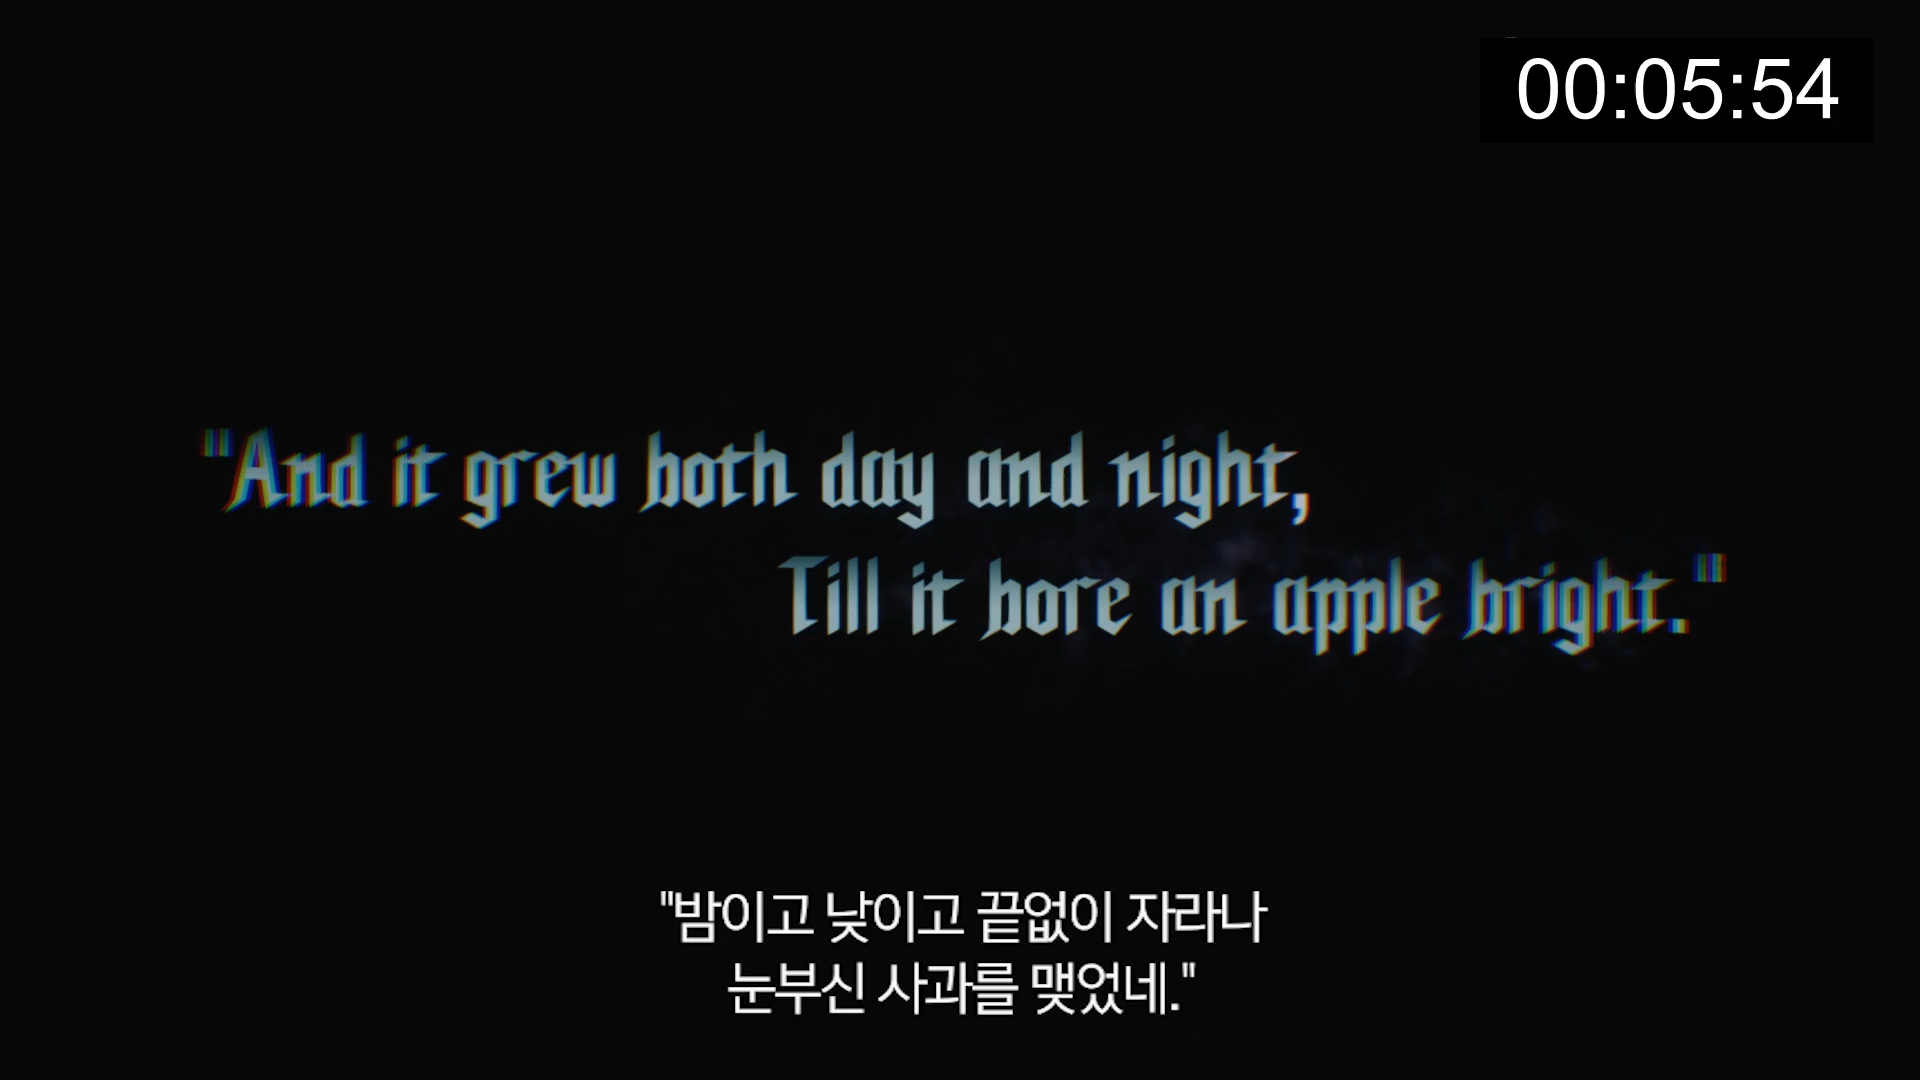 00:05:54
"And it grew both day and night,
Till it bore an apple bright."
"밤이고 낮이고 끝없이 자라나
눈부신 사과를 맺었네."